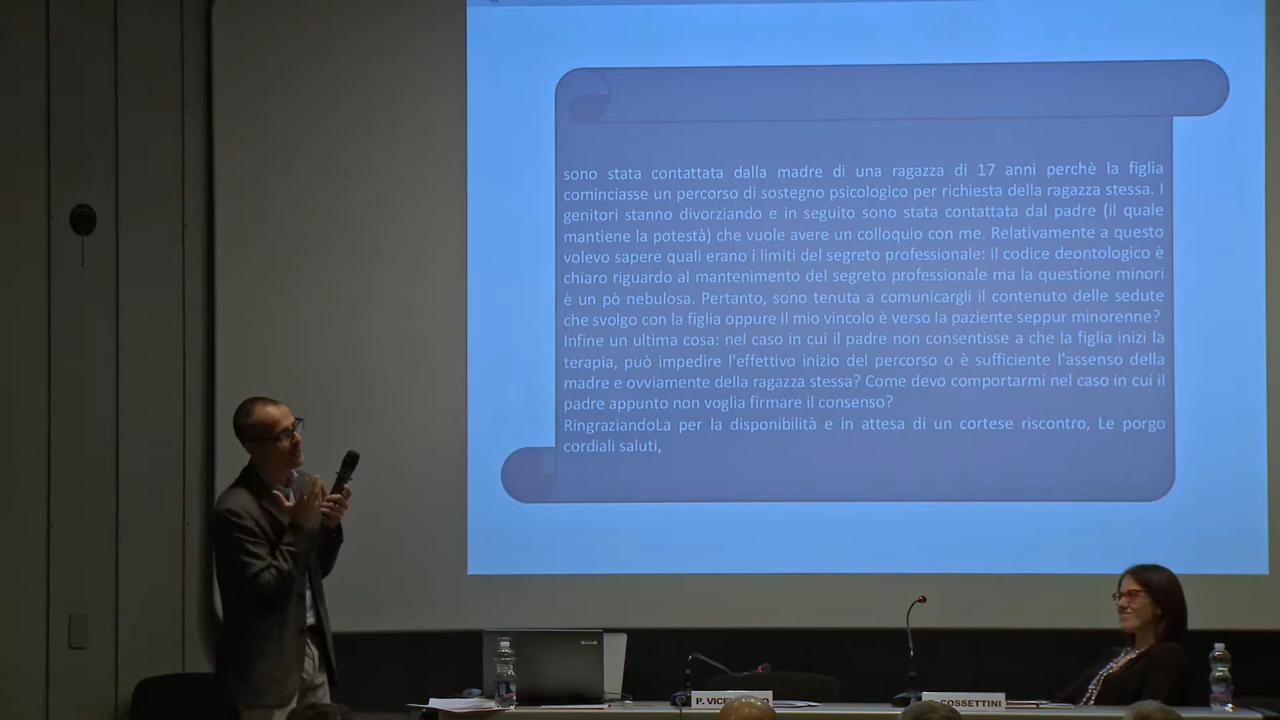 sono stata contattata dalla madre di una ragazza di 17 anni perchè la figlia
cominciasse un percorso di sostegno psicologico per richiesta della ragazza stessa. I
genitori stanno divorziando e in seguito sono stata contattata dal padre (il quale
mantiene la potestà) che vuole avere un colloquio con me. Relativamente a questo
volevo sapere quali erano i limiti del segreto professionale: il codice deontologico è
chiaro riguardo al mantenimento del segreto professionale ma la questione minori
è un pò nebulosa. Pertanto, sono tenuta a comunicargli il contenuto delle sedute
che svolgo con la figlia oppure il mio vincolo è verso la paziente seppur minorenne?
Infine un ultima cosa: nel caso in cui il padre non consentisse a che la figlia inizi la
terapia, può impedire l'effettivo inizio del percorso o è sufficiente l'assenso della
madre e ovviamente della ragazza stessa? Come devo comportarmi nel caso in cui il
padre appunto non voglia firmare il consenso?
RingraziandoLa per la disponibilità e in attesa di un cortese riscontro, Le porgo
cordiali saluti,
P.
COSSETTINI